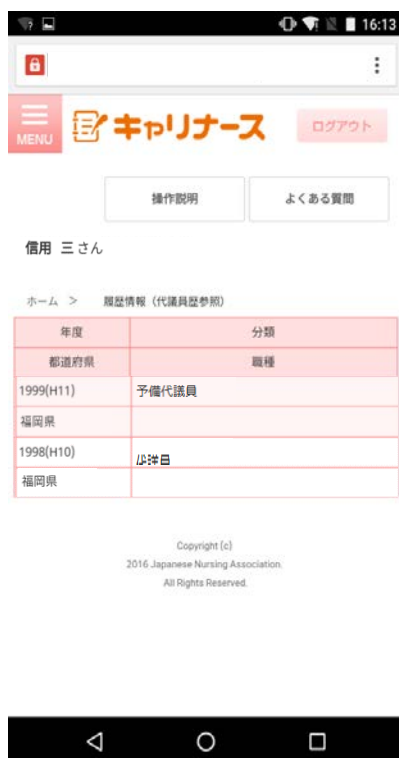 16:13
MENU
キャリナース
ログアウト
操作説明
よくある質問
信用 三さん
ホーム > 履歴情報（代議員歴参照）
年度 分類
都道府県 職種
1999(H11) 予備代議員
福岡県
1998(H10)
福岡県
Copyright (c)
2016 Japanese Nursing Association.
All Rights Reserved.